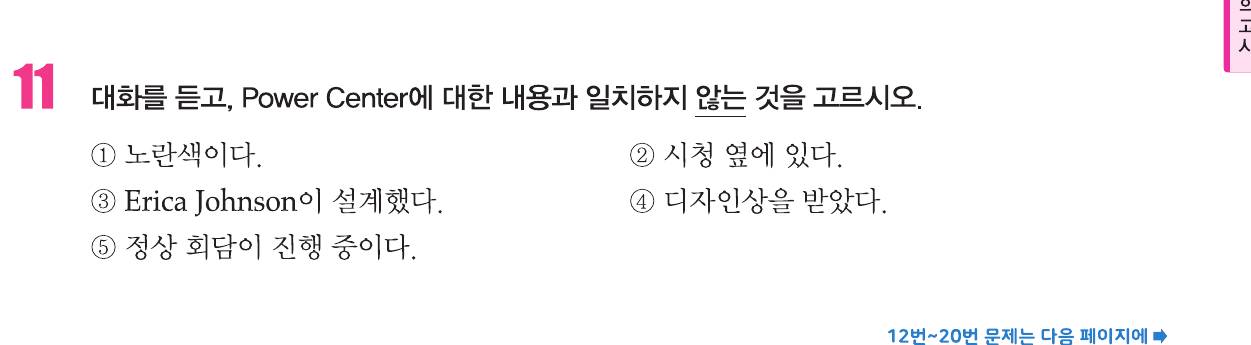 의고사
11 대화를 듣고, Power Center에 대한 내용과 일치하지 않는 것을 고르시오.
① 노란색이다. ② 시청 옆에 있다.
③ Erica Johnson이 설계했다. ④ 디자인상을 받았다.
⑤ 정상 회담이 진행 중이다.
12번~20번 문제는 다음 페이지에 ➡